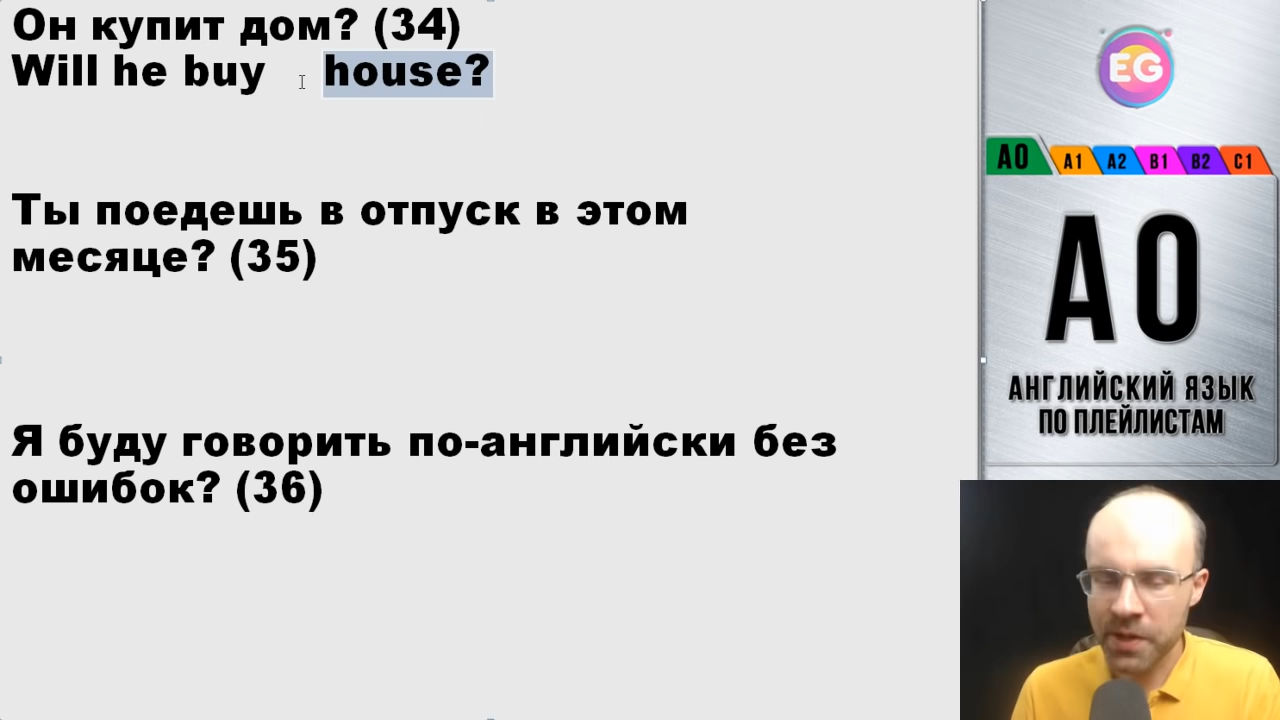 Он купит дом? (34)
Will he buy house?
Ты поедешь в отпуск в этом
месяце? (35)
Я буду говорить по-английски без
ошибок? (36)
EG
A0 A1 A2 B1 B2 C1
A0
АНГЛИЙСКИЙ ЯЗЫК
ПО ПЛЕЙЛИСТАМ